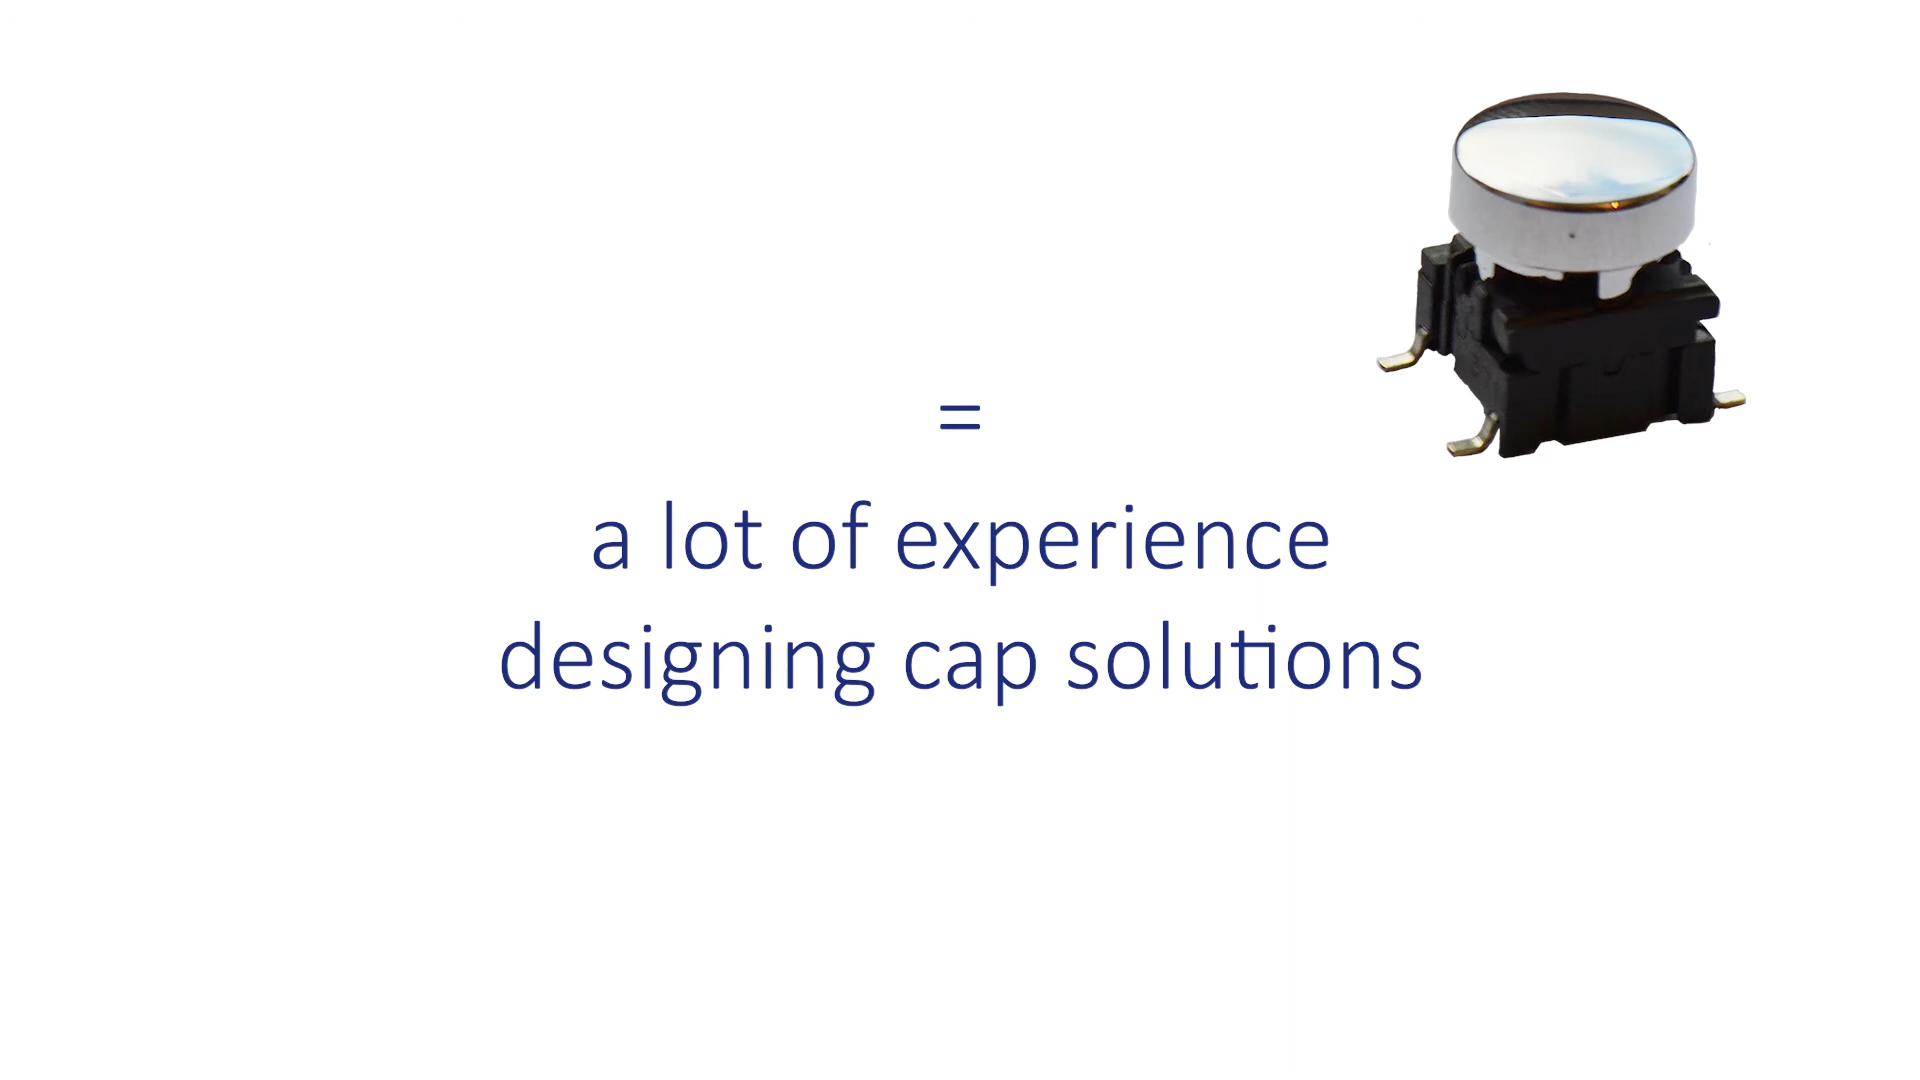 =
a lot of experience
designing cap solutions